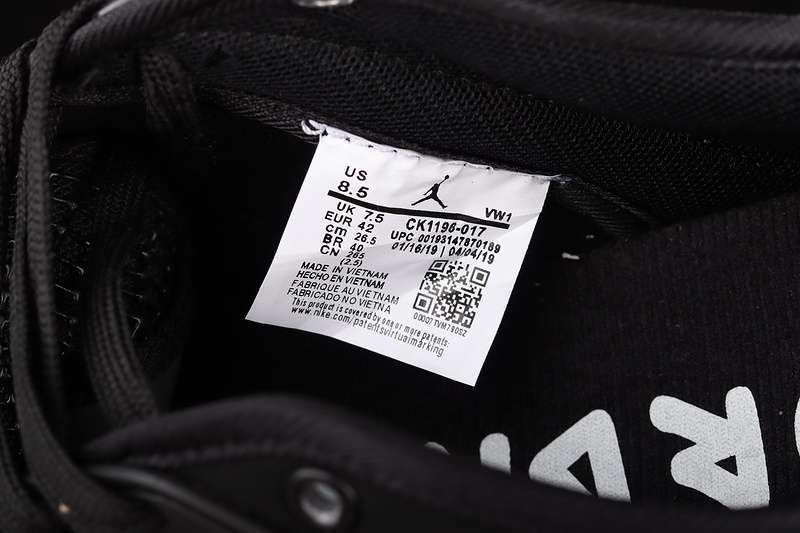 US
8.5
VW1
UK 7.5
CK1196-017
EUR 42
UPC 00193147870189
cm 26.5
01/16/19 | 04/04/19
BR 40
CN 265
(2.5)
MADE IN VIETNAM
HECHO EN VIETNAM
FABRIQUE AU VIETNAM
FABRICADO NO VIETNA
This product is covered by one or more patents:
www.nike.com/patentsvirtualmarking